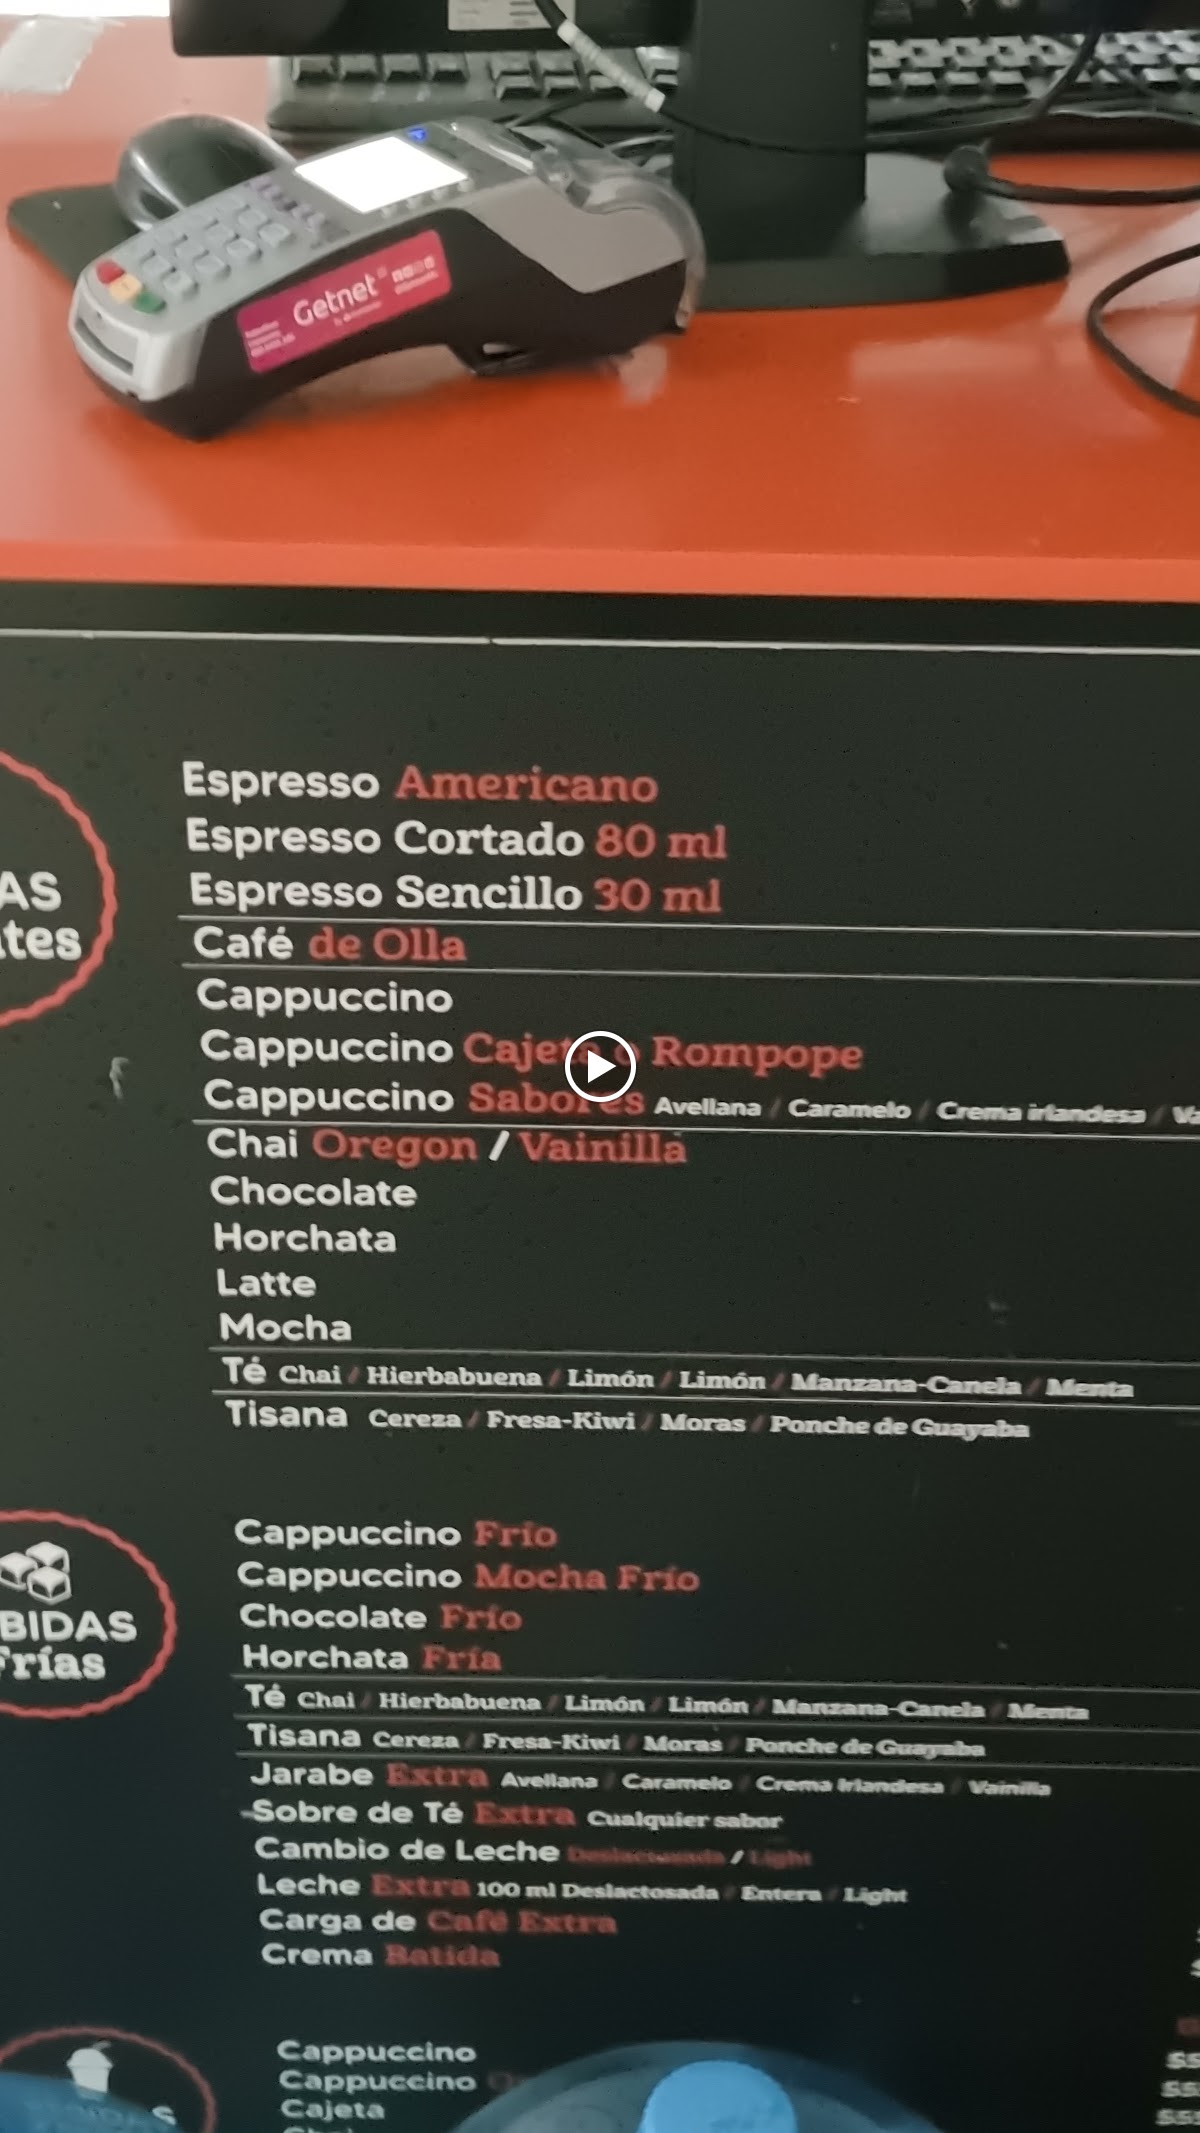 Getnet
Espresso Americano
Espresso Cortado 80 ml
Espresso Sencillo 30 ml
AS
tes
Café de Olla
Cappuccino
Cappuccino Cajeta o Rompope
Cappuccino Sabores Avellana / Caramelo / Crema irlandesa / Va
Chai Oregon / Vainilla
Chocolate
Horchata
Latte
Mocha
Té Chai / Hierbabuena / Limón / Limón / Manzana-Canela / Menta
Tisana Cereza / Fresa-Kiwi / Moras / Ponche de Guayaba
BIDAS
Frías
Cappuccino Frío
Cappuccino Mocha Frío
Chocolate Frío
Horchata Fría
Té Chai / Hierbabuena / Limón / Limón / Manzana-Canela / Menta
Tisana Cereza / Fresa-Kiwi / Moras / Ponche de Guayaba
Jarabe Extra Avellana / Caramelo / Crema Irlandesa / Vainilla
Sobre de Té Extra Cualquier sabor
Cambio de Leche Deslactosada / Light
Leche Extra 100 ml Deslactosada / Entera / Light
Carga de Café Extra
Crema Batida
Cappuccino
Cappuccino
Cajeta